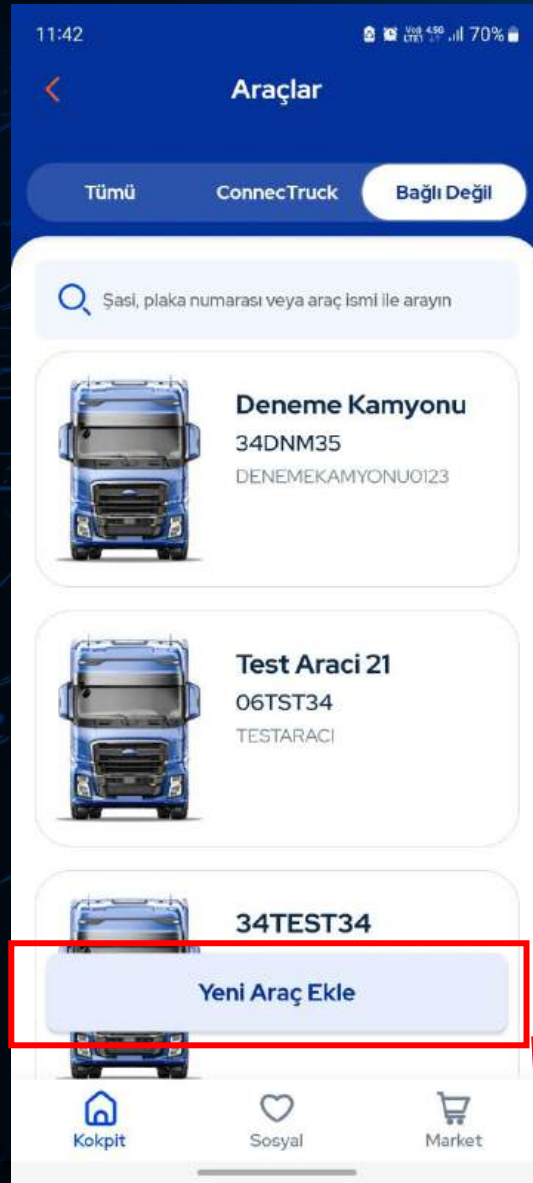 11:42
70%
Araçlar
Tümü
ConnecTruck
Bağlı Değil
Şasi, plaka numarası veya araç ismi ile arayın
Deneme Kamyonu
34DNM35
DENEMEKAMYONU0123
Test Araci 21
06TST34
TESTARACI
34TEST34
Yeni Araç Ekle
Kokpit
Sosyal
Market